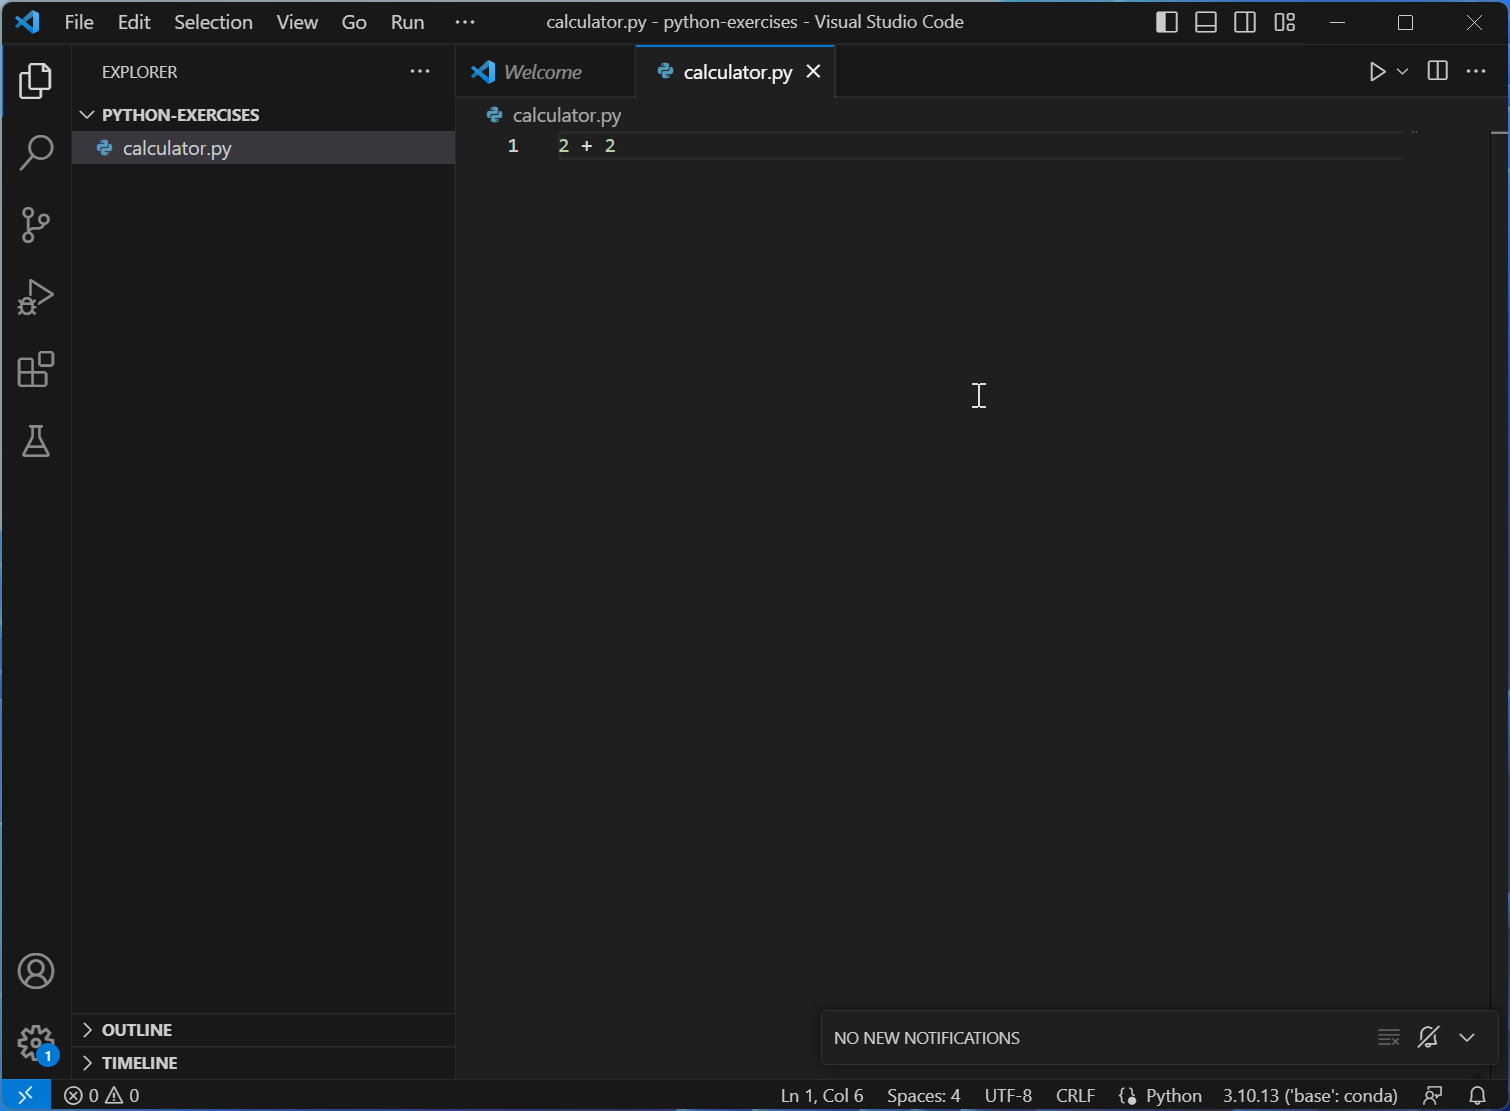 File Edit Selection View Go Run ··· calculator.py - python-exercises - Visual Studio Code
EXPLORER ···
PYTHON-EXERCISES
calculator.py
Welcome calculator.py
calculator.py
1 2 + 2
OUTLINE
TIMELINE
NO NEW NOTIFICATIONS
1
0 0 Ln 1, Col 6 Spaces: 4 UTF-8 CRLF {} Python 3.10.13 ('base': conda)